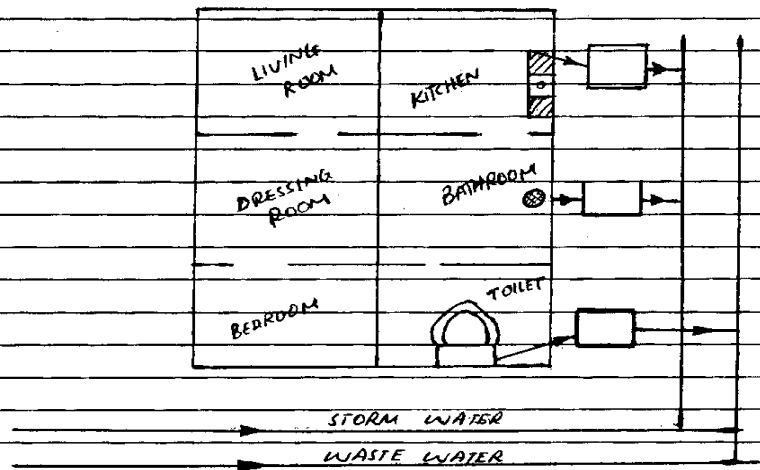 LIVING
ROOM
KITCHEN
DRESSING
ROOM
BATHROOM
BEDROOM
TOILET
STORM WATER
WASTE WATER